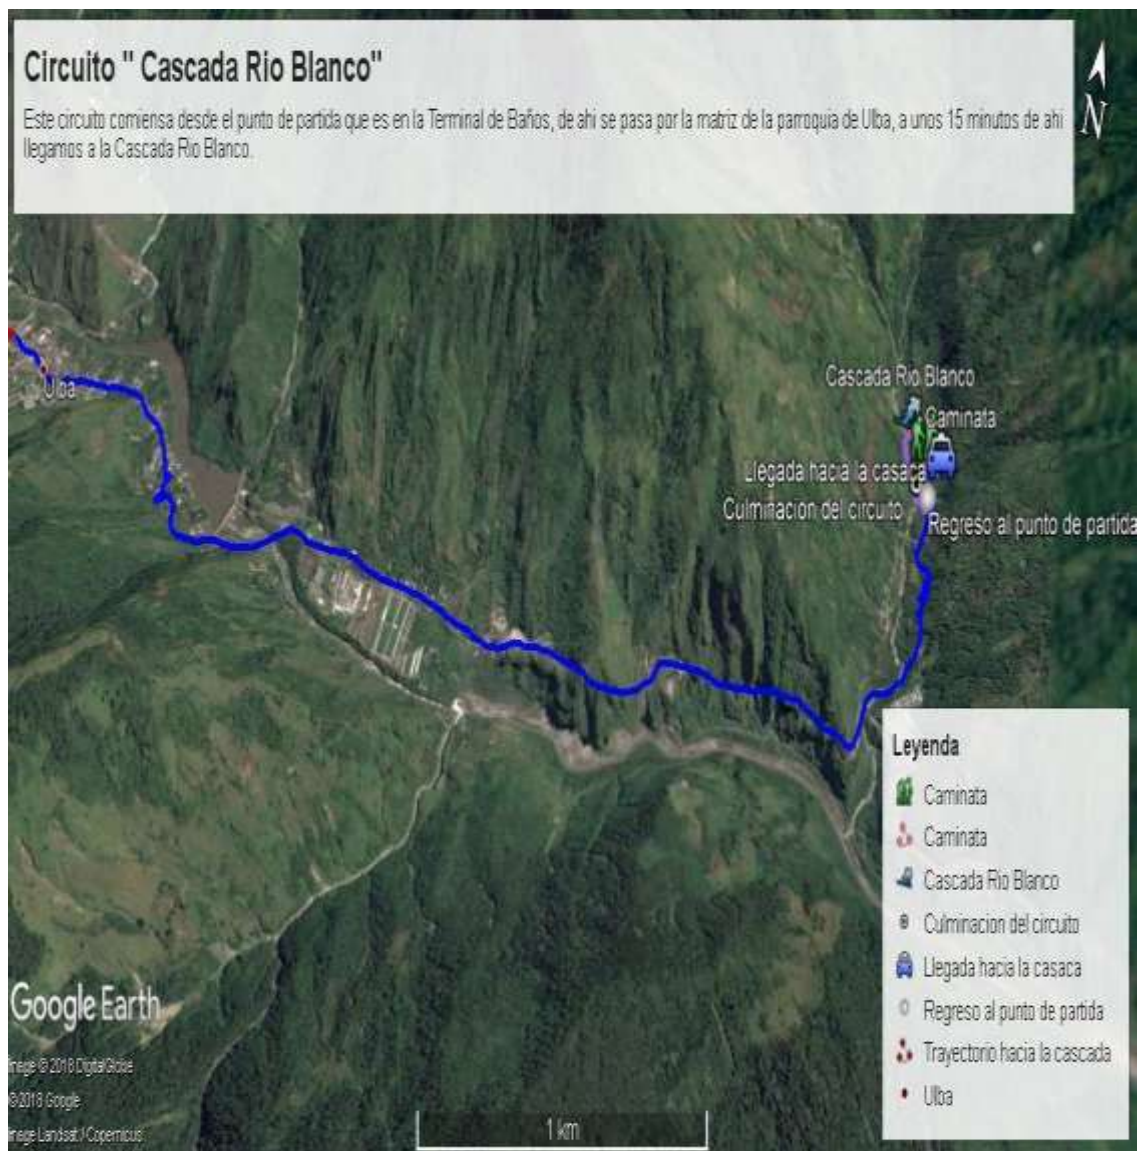 Circuito " Cascada Rio Blanco"
Este circuito comiensa desde el punto de partida que es en la Terminal de Baños, de ahi se pasa por la matriz de la parroquia de Ulba, a unos 15 minutos de ahi
llegamos a la Cascada Rio Blanco.
N
Ulba
Cascada Rio Blanco
Caminata
Llegada hacia la casaca
Culminacion del circuito
Regreso al punto de partida
Leyenda
Caminata
Caminata
Cascada Rio Blanco
Culminacion del circuito
Llegada hacia la casaca
Regreso al punto de partida
Trayectorio hacia la cascada
Ulba
Google Earth
Image © 2018 DigitalGlobe
© 2018 Google
Image Landsat / Copernicus
1 km